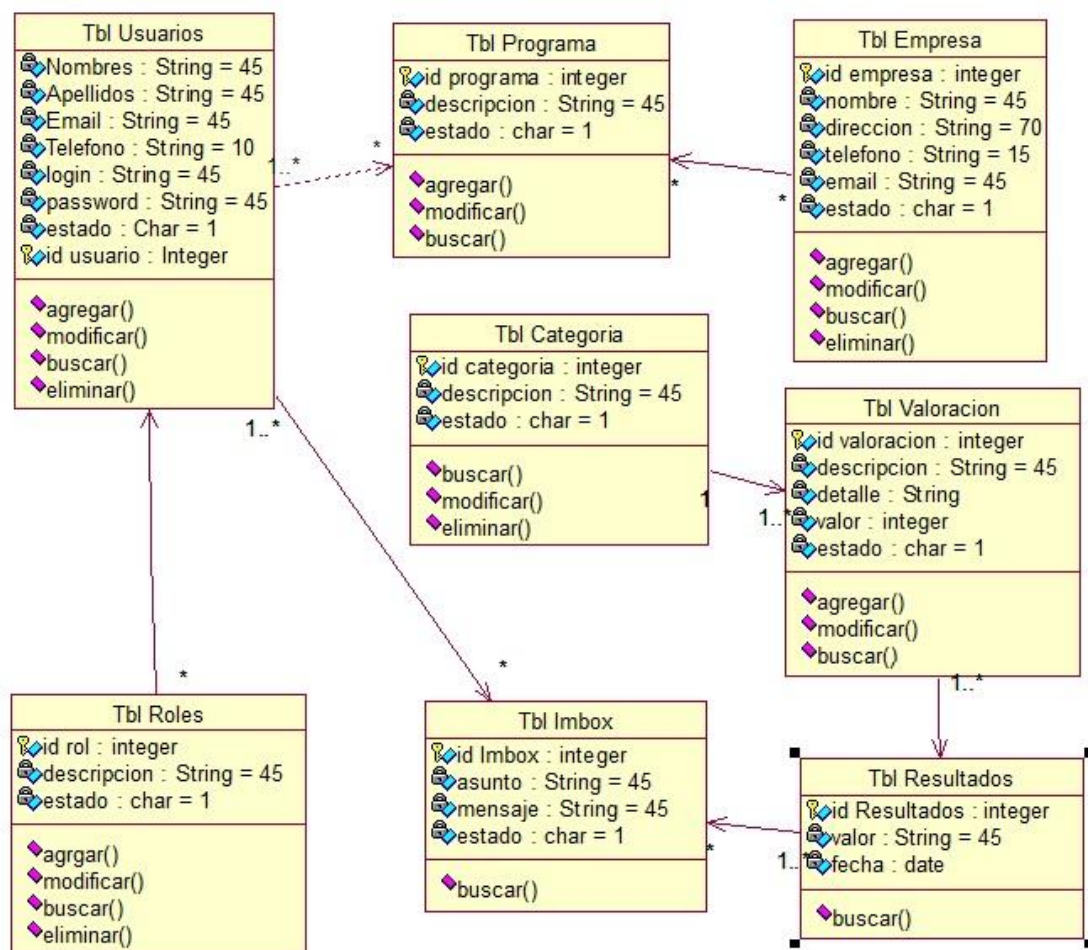 Tbl Usuarios
Nombres : String = 45
Apellidos : String = 45
Email : String = 45
Telefono : String = 10
login : String = 45
password : String = 45
estado : Char = 1
id usuario : Integer
agregar()
modificar()
buscar()
eliminar()
1..*
*
Tbl Programa
id programa : integer
descripcion : String = 45
estado : char = 1
agregar()
modificar()
buscar()
*
*
Tbl Empresa
id empresa : integer
nombre : String = 45
direccion : String = 70
telefono : String = 15
email : String = 45
estado : char = 1
agregar()
modificar()
buscar()
eliminar()
Tbl Categoria
id categoria : integer
descripcion : String = 45
estado : char = 1
buscar()
modificar()
eliminar()
1
1..*
Tbl Valoracion
id valoracion : integer
descripcion : String = 45
detalle : String
valor : integer
estado : char = 1
agregar()
modificar()
buscar()
1..*
1..*
*
*
Tbl Roles
id rol : integer
descripcion : String = 45
estado : char = 1
agrgar()
modificar()
buscar()
eliminar()
Tbl Imbox
id Imbox : integer
asunto : String = 45
mensaje : String = 45
estado : char = 1
buscar()
*
1..*
Tbl Resultados
id Resultados : integer
valor : String = 45
fecha : date
buscar()